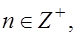 n ∈ Z⁺,